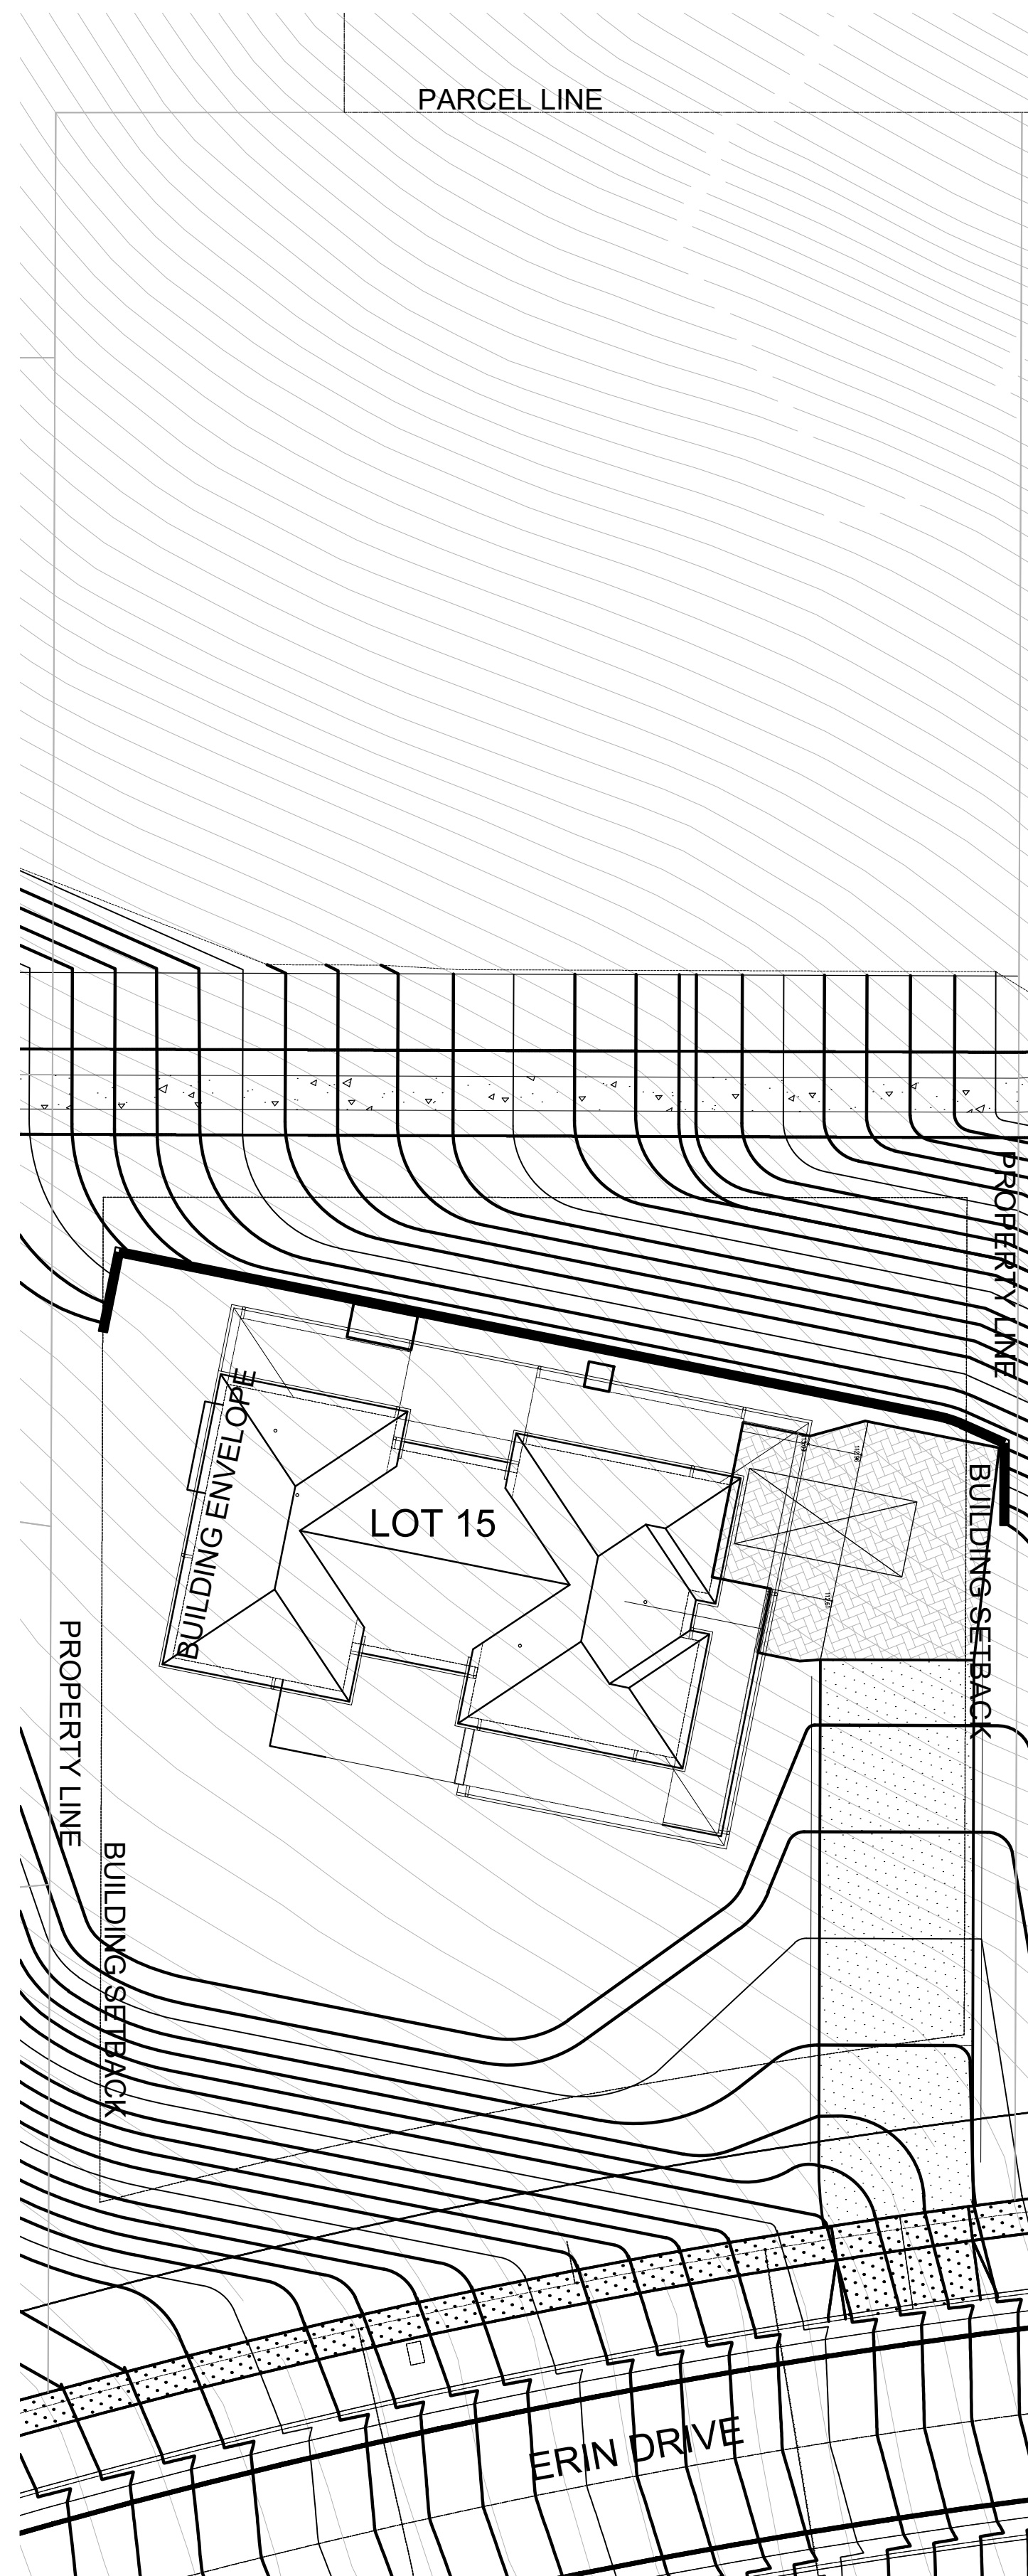 PARCEL LINE
PROPERTY LINE
BUILDING ENVELOPE
LOT 15
BUILDING SETBACK
PROPERTY LINE
BUILDING SETBACK
ERIN DRIVE